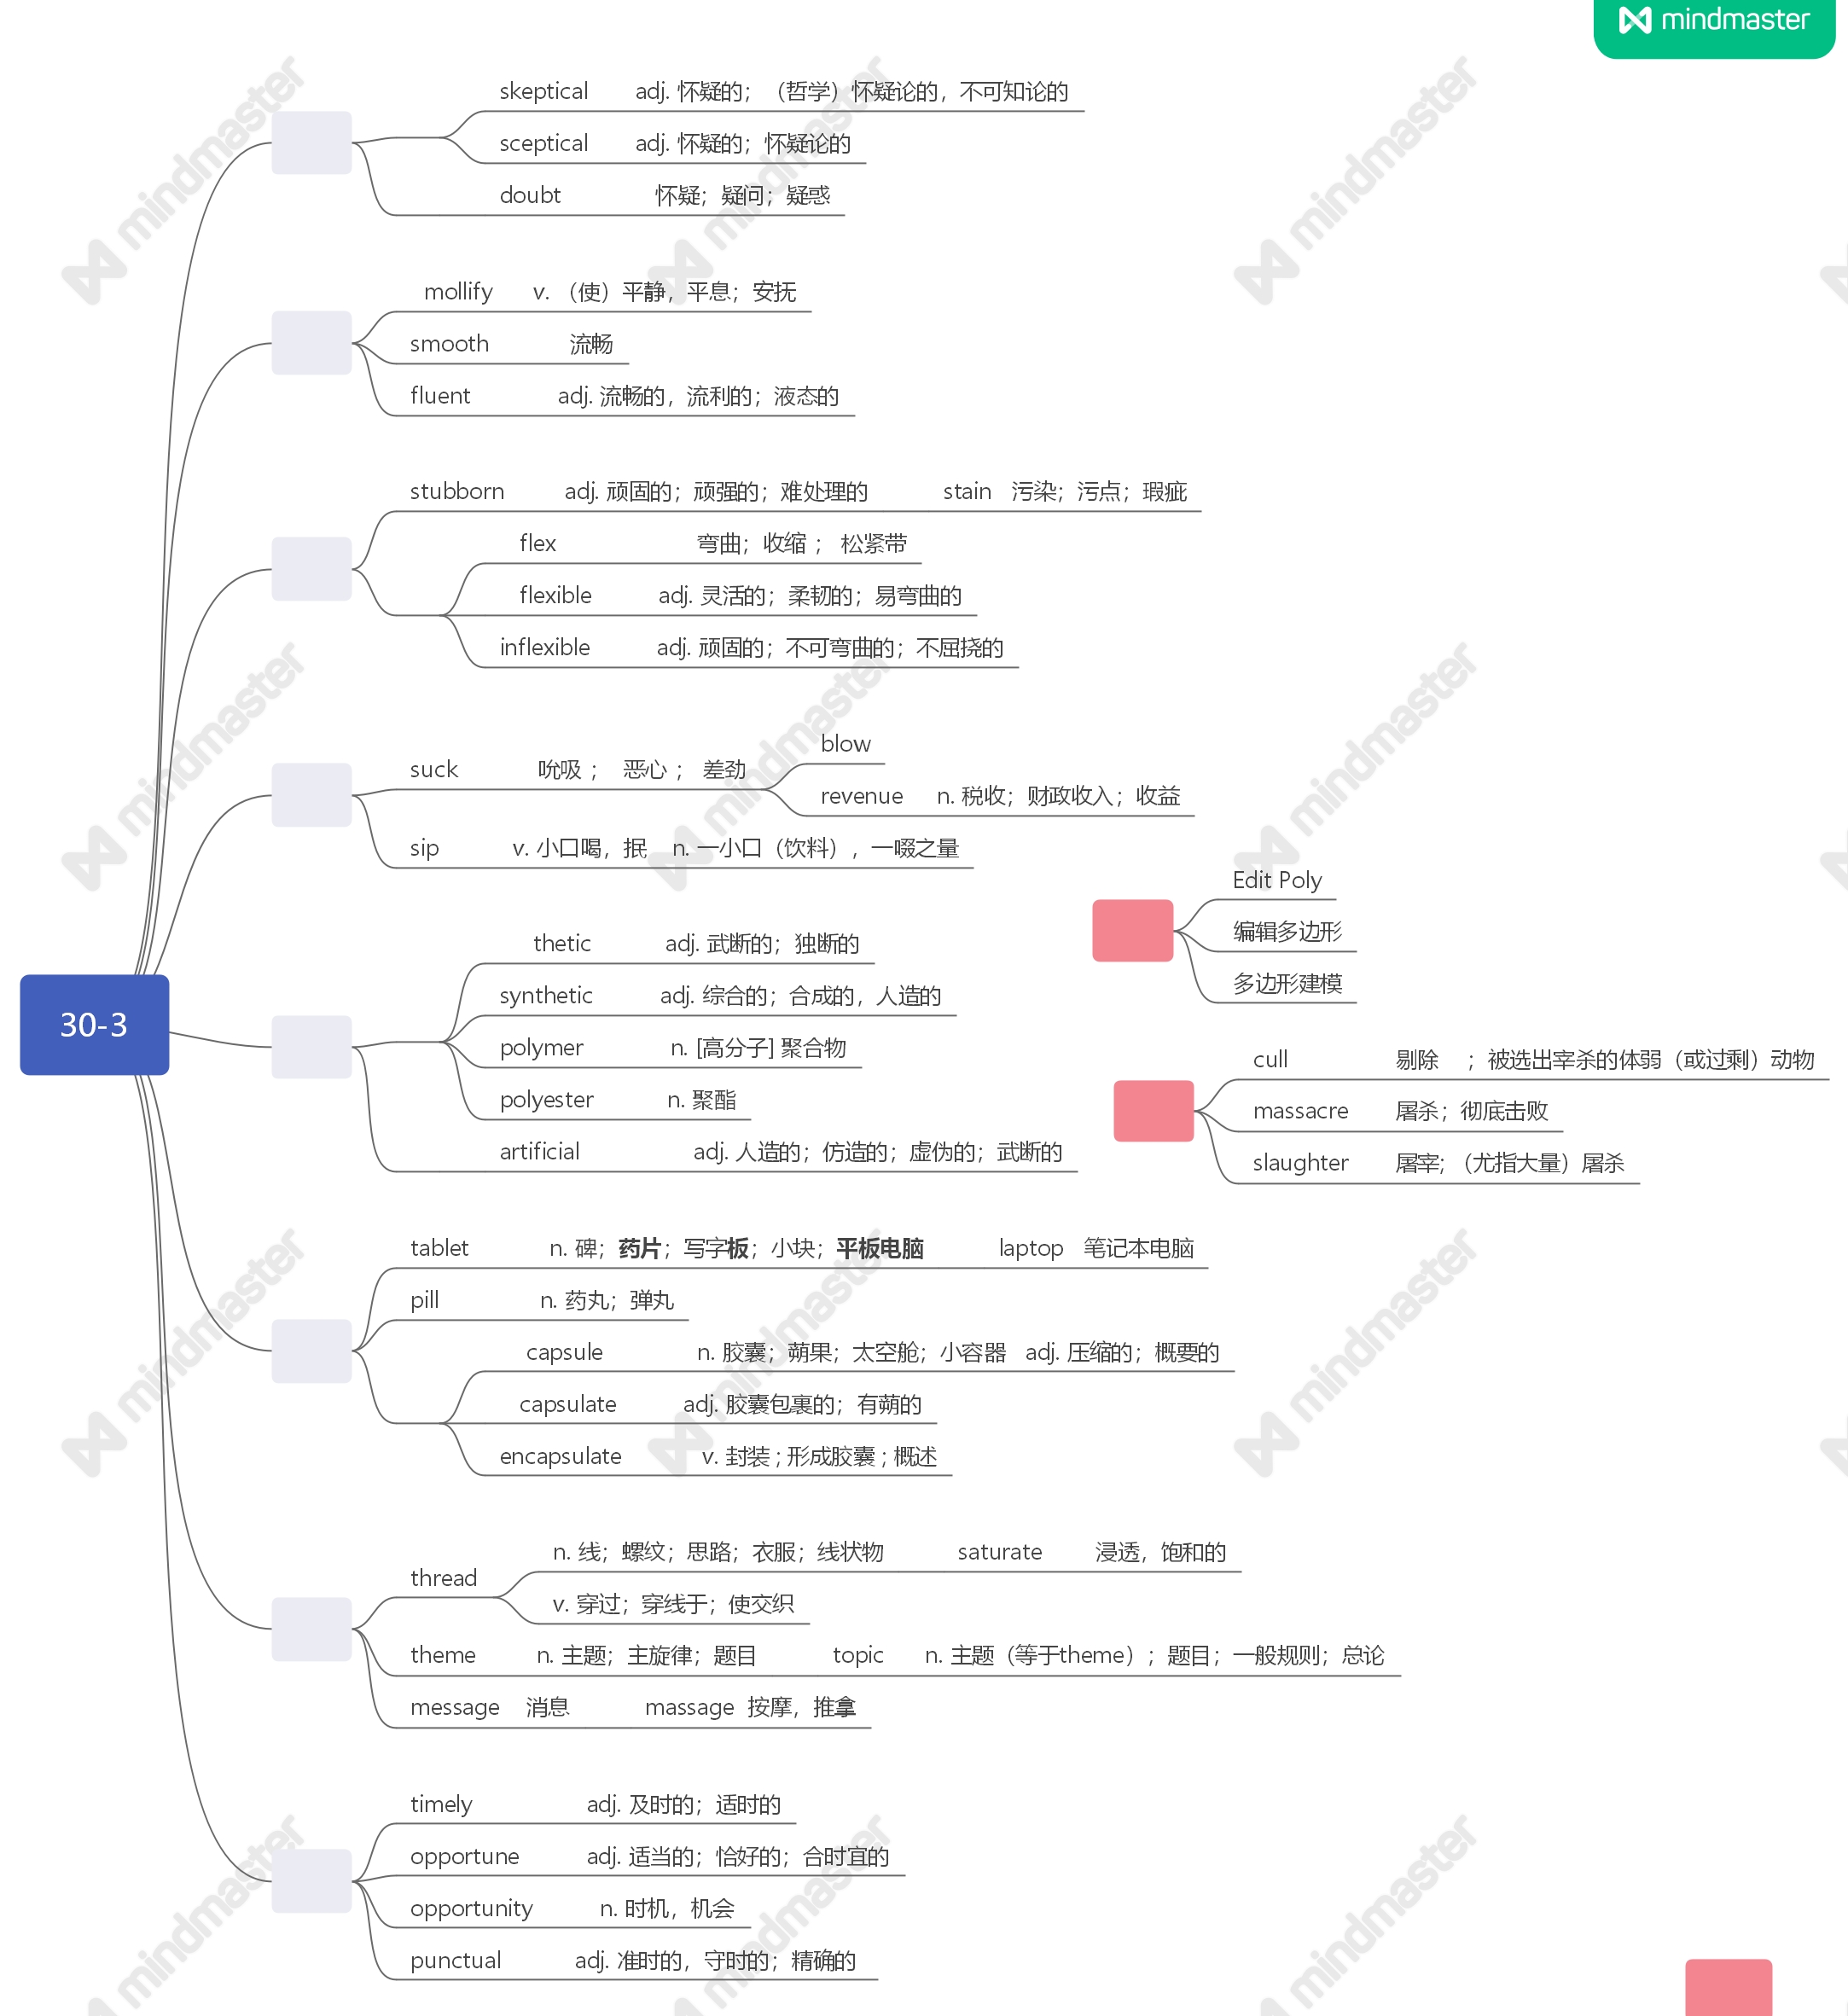 mindmaster
skeptical adj. 怀疑的；（哲学）怀疑论的，不可知论的
sceptical adj. 怀疑的；怀疑论的
doubt 怀疑；疑问；疑惑
mollify v. （使）平静，平息；安抚
smooth 流畅
fluent adj. 流畅的，流利的；液态的
stubborn adj. 顽固的；顽强的；难处理的 stain 污染；污点；瑕疵
flex 弯曲；收缩 ； 松紧带
flexible adj. 灵活的；柔韧的；易弯曲的
inflexible adj. 顽固的；不可弯曲的；不屈挠的
suck 吮吸 ； 恶心 ； 差劲
blow
revenue n. 税收；财政收入；收益
sip v. 小口喝，抿 n. 一小口（饮料），一啜之量
30-3
thetic adj. 武断的；独断的
synthetic adj. 综合的；合成的，人造的
polymer n. [高分子] 聚合物
polyester n. 聚酯
artificial adj. 人造的；仿造的；虚伪的；武断的
Edit Poly
编辑多边形
多边形建模
cull 剔除 ；被选出宰杀的体弱（或过剩）动物
massacre 屠杀；彻底击败
slaughter 屠宰;（尤指大量）屠杀
tablet n. 碑；药片；写字板；小块；平板电脑 laptop 笔记本电脑
pill n. 药丸；弹丸
capsule n. 胶囊；蒴果；太空舱；小容器 adj. 压缩的；概要的
capsulate adj. 胶囊包裹的；有蒴的
encapsulate v. 封装 ; 形成胶囊 ; 概述
thread
n. 线；螺纹；思路；衣服；线状物 saturate 浸透，饱和的
v. 穿过；穿线于；使交织
theme n. 主题；主旋律；题目 topic n. 主题（等于theme）；题目；一般规则；总论
message 消息 massage 按摩，推拿
timely adj. 及时的；适时的
opportune adj. 适当的；恰好的；合时宜的
opportunity n. 时机，机会
punctual adj. 准时的，守时的；精确的